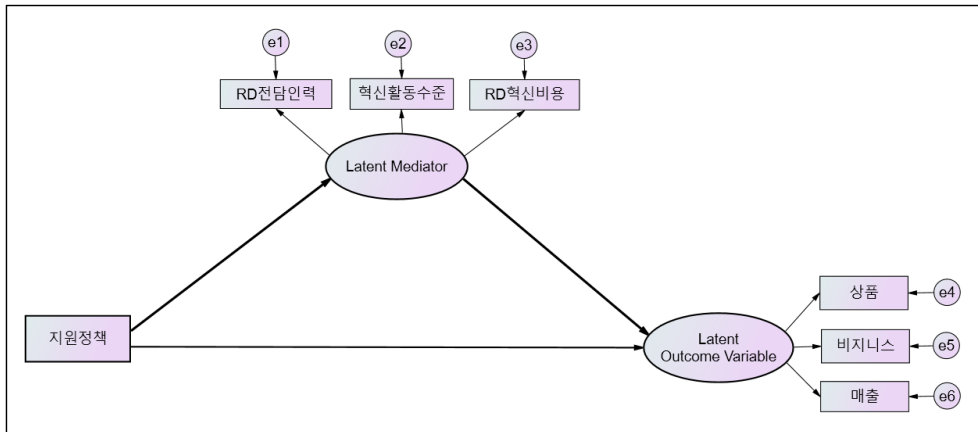 e1
e2
e3
RD전담인력
혁신활동수준
RD혁신비용
Latent Mediator
지원정책
Latent
Outcome Variable
상품
e4
비지니스
e5
매출
e6